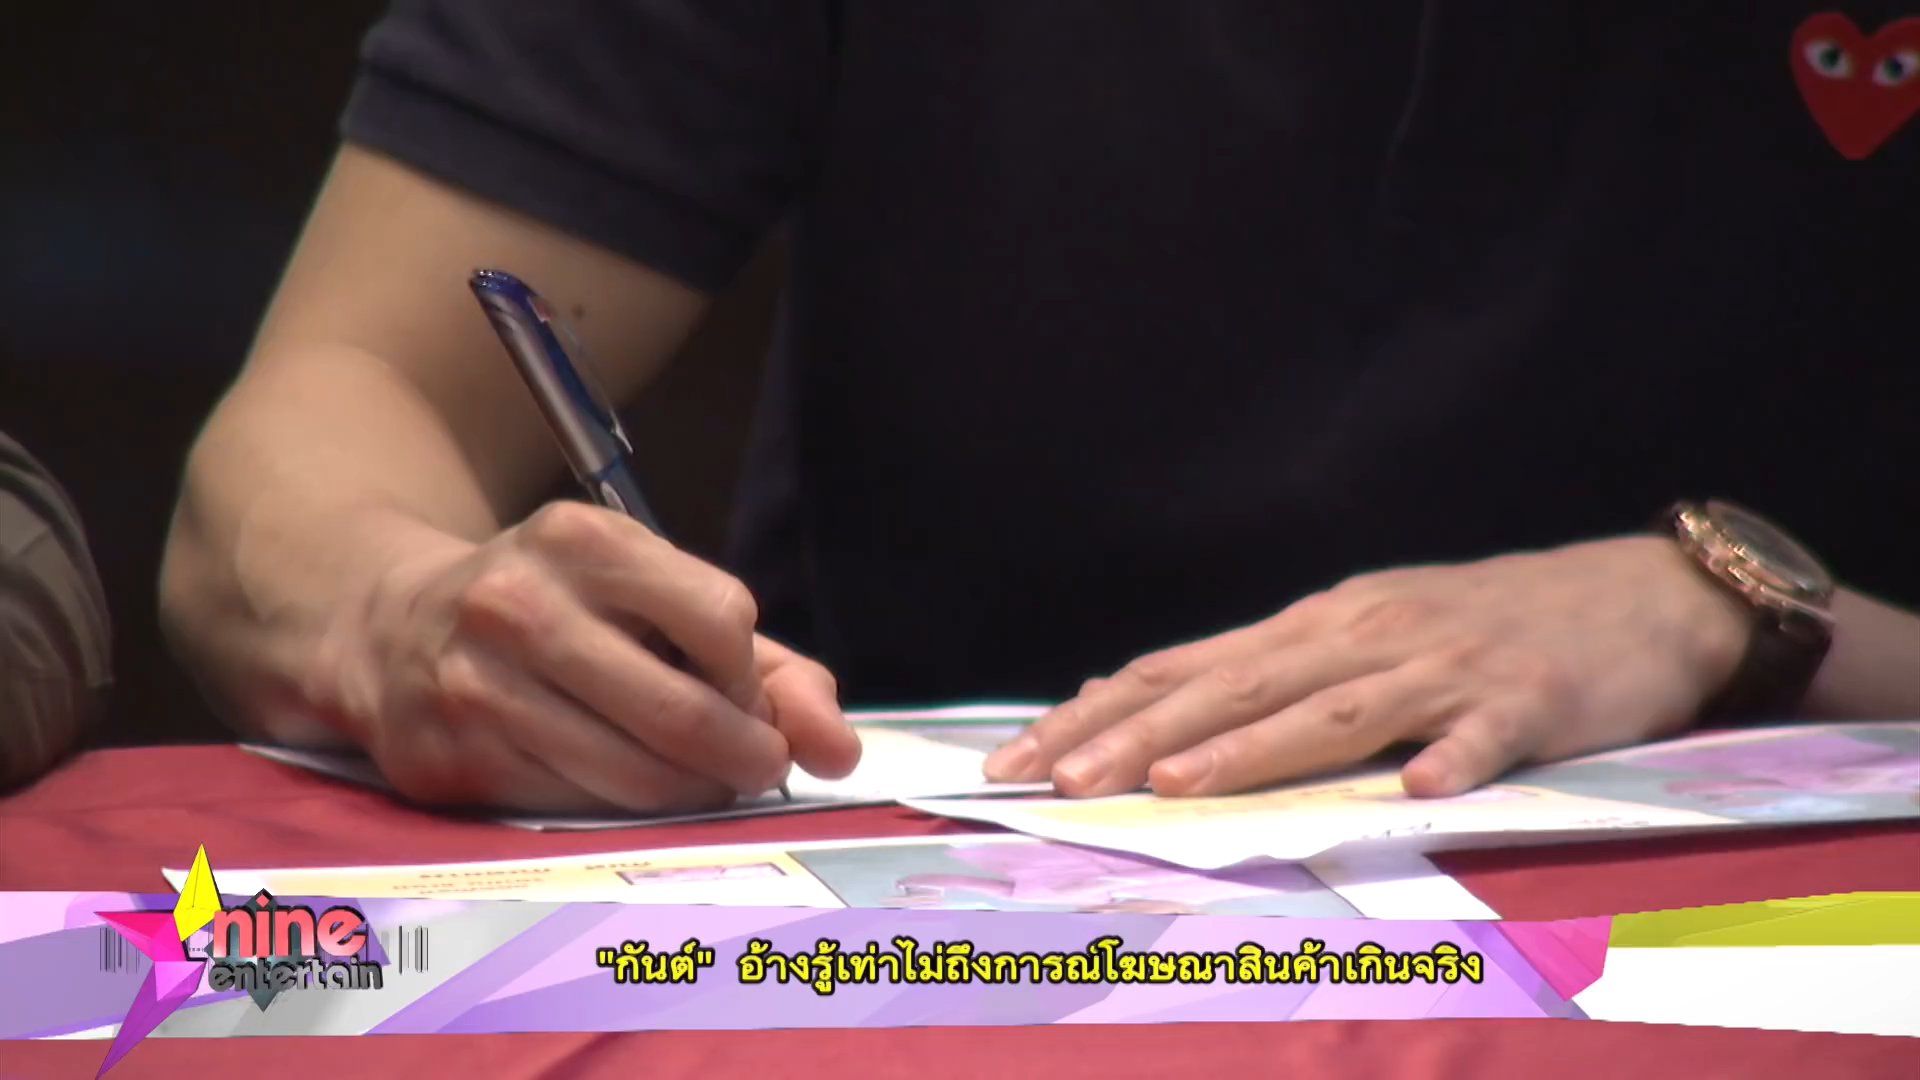 nine
entertain
"กันต์" อ้างรู้เท่าไม่ถึงการณ์โฆษณาสินค้าเกินจริง